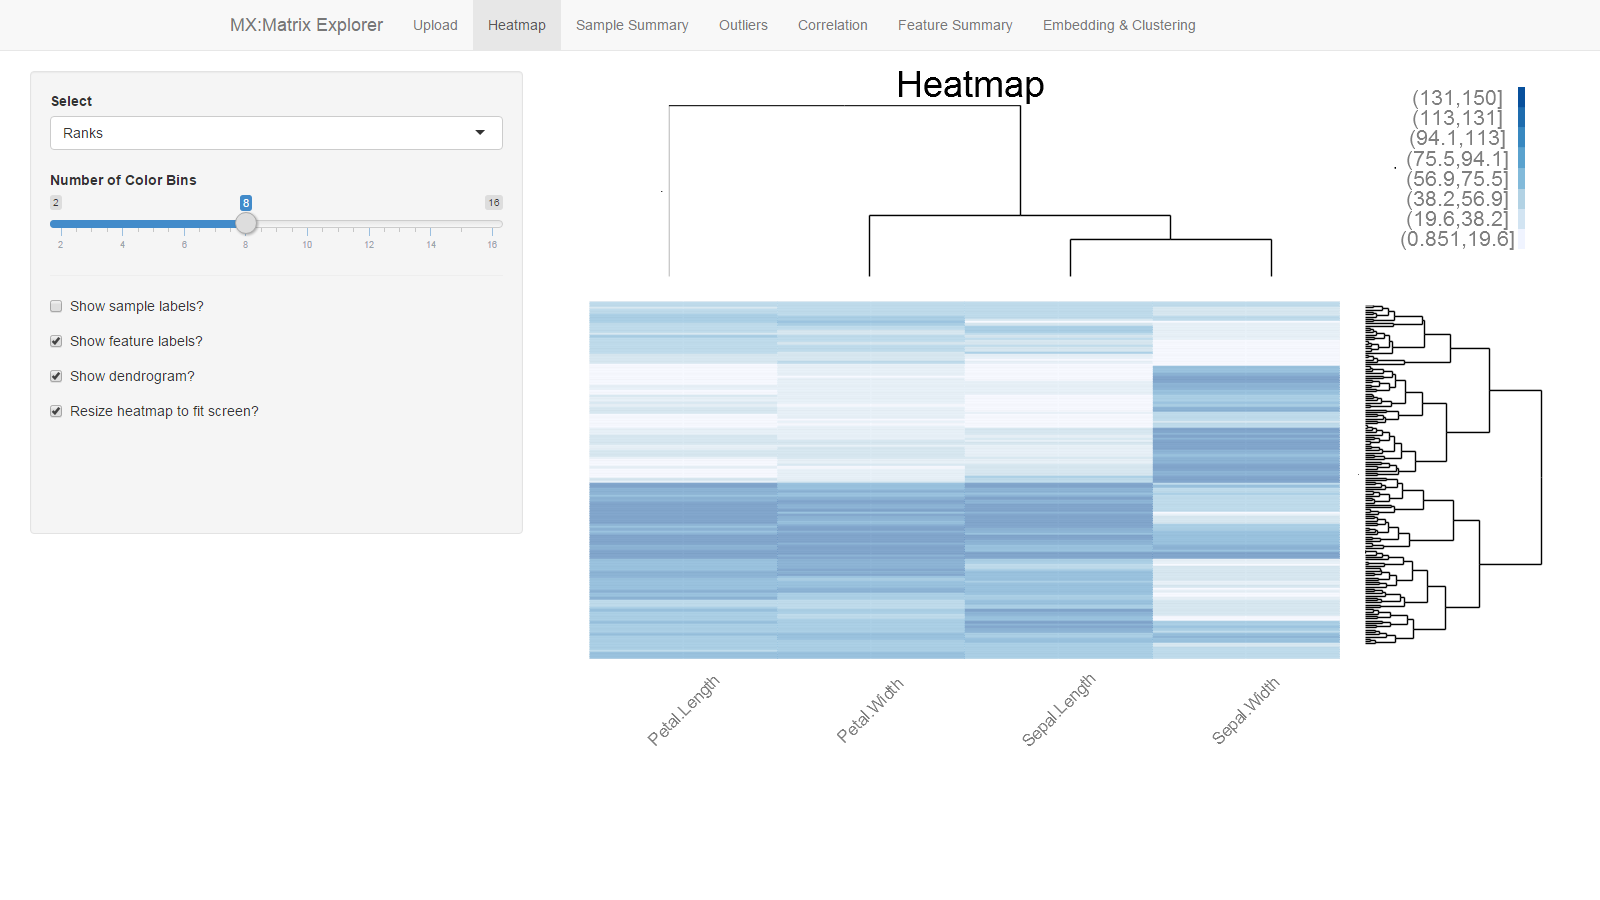 MX:Matrix Explorer Upload Heatmap Sample Summary Outliers Correlation Feature Summary Embedding & Clustering
Select
Ranks
Number of Color Bins
2 8 16
2 4 6 8 10 12 14 16
Show sample labels?
Show feature labels?
Show dendrogram?
Resize heatmap to fit screen?
Heatmap
(131,150]
(113,131]
(94.1,113]
(75.5,94.1]
(56.9,75.5]
(38.2,56.9]
(19.6,38.2]
(0.851,19.6]
Petal.Length
Petal.Width
Sepal.Length
Sepal.Width